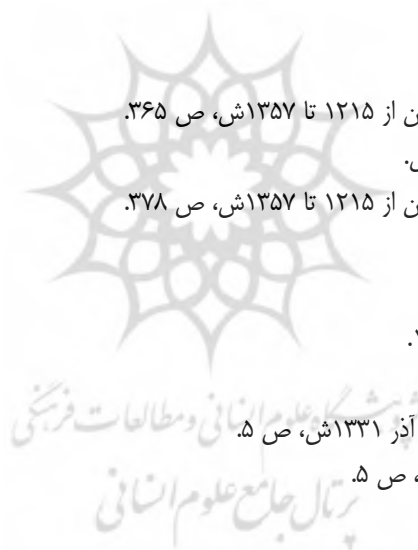 ن از ۱۲۱۵ تا ۱۳۵۷ش، ص ۳۶۵.
ن از ۱۲۱۵ تا ۱۳۵۷ش، ص ۳۷۸.
پژوهشگاه علوم انسانی و مطالعات فرهنگی
آذر ۱۳۳۱ش، ص ۵.
، ص ۵.
پرتال جامع علوم انسانی